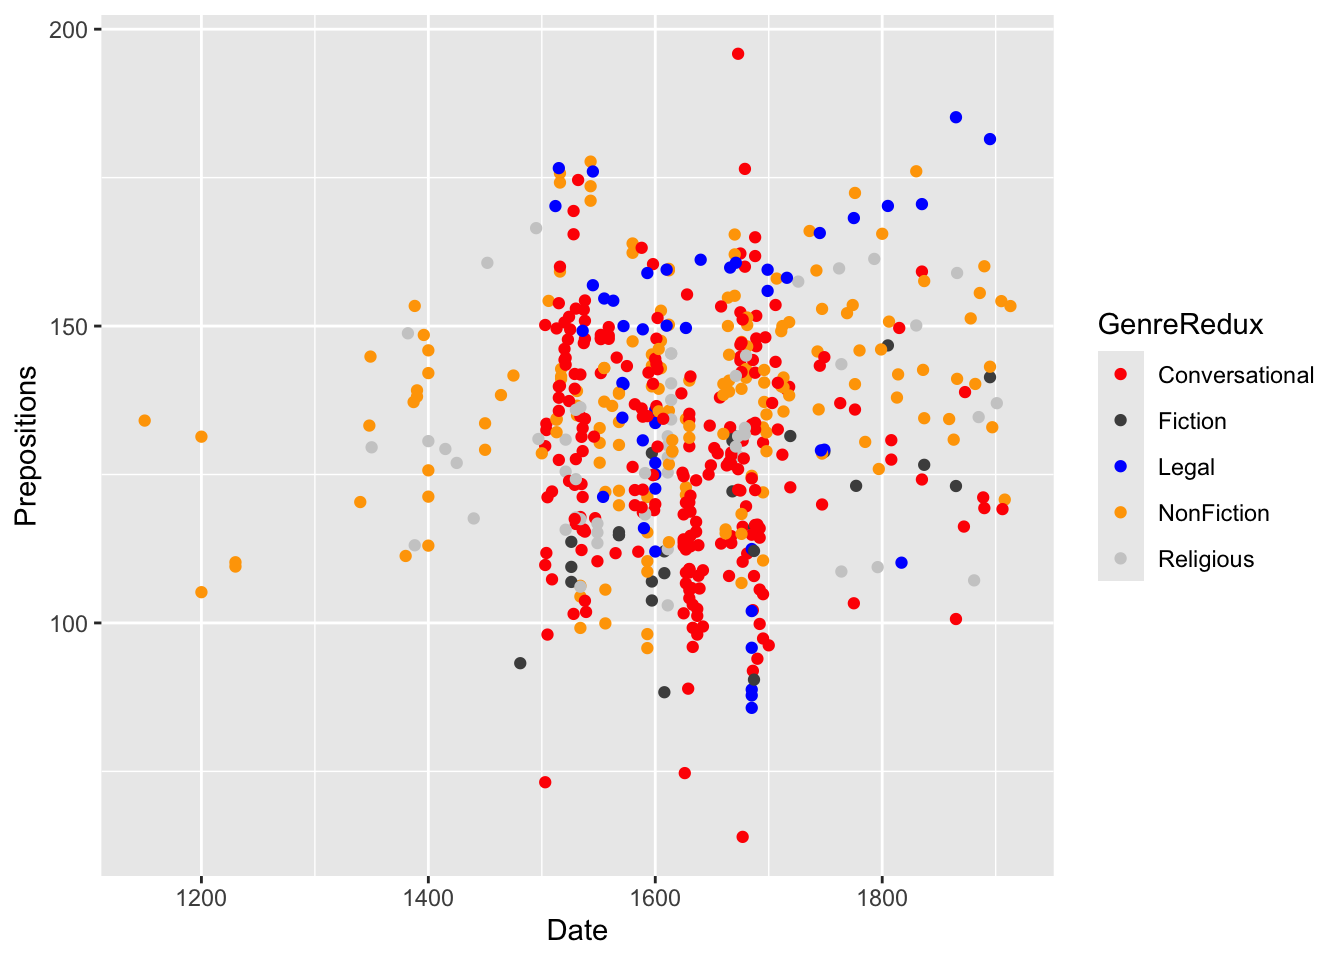 200
150
100
Prepositions
1200 1400 1600 1800
Date
GenreRedux
Conversational
Fiction
Legal
NonFiction
Religious